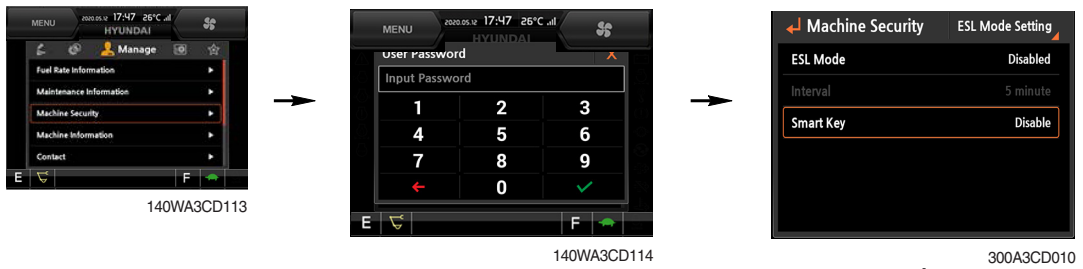 MENU
2020.05.12 17:47 26°C
HYUNDAI
Manage
Fuel Rate Information
Maintenance Information
Machine Security
Machine Information
Contact
E
F
140WA3CD113
MENU
2020.05.12 17:47 26°C
HYUNDAI
User Password
X
Input Password
1 2 3
4 5 6
7 8 9
0
E
F
140WA3CD114
Machine Security ESL Mode Setting
ESL Mode Disabled
Interval 5 minute
Smart Key Disable
300A3CD010